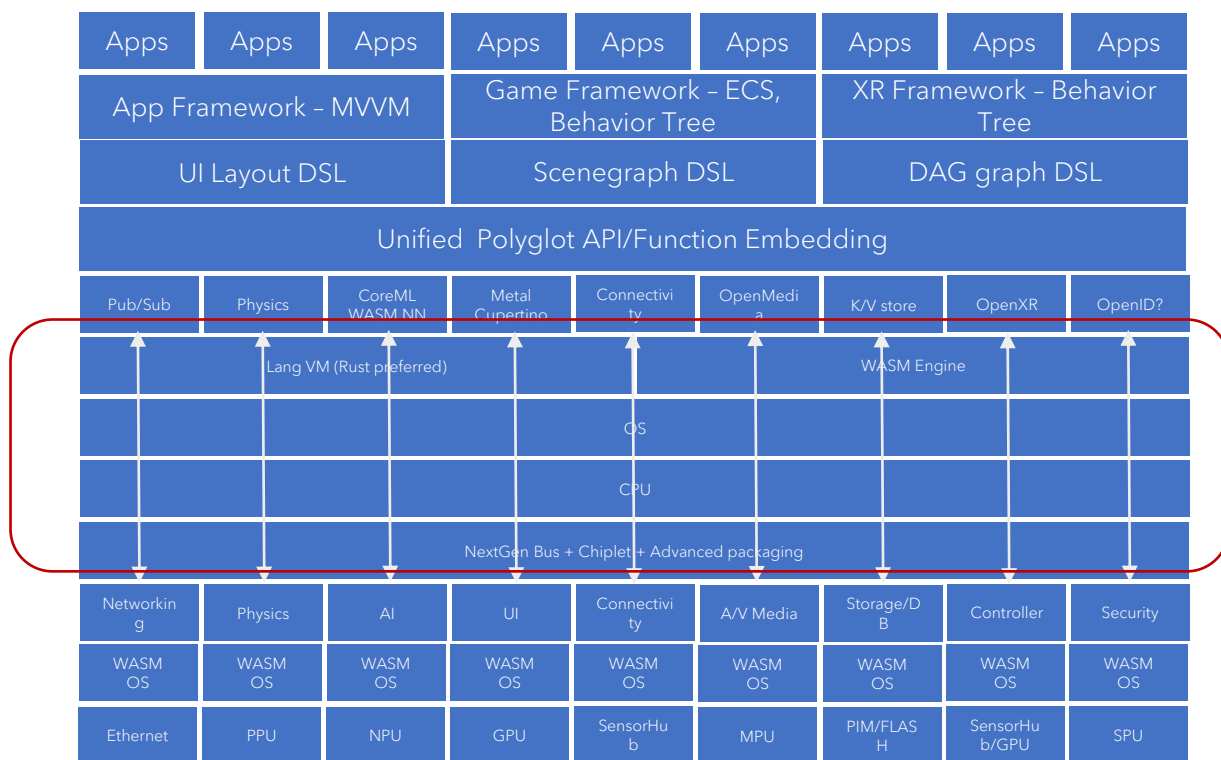 Apps Apps Apps Apps Apps Apps Apps Apps Apps
App Framework – MVVM
Game Framework – ECS,
Behavior Tree
XR Framework – Behavior
Tree
UI Layout DSL
Scenegraph DSL
DAG graph DSL
Unified Polyglot API/Function Embedding
Pub/Sub
Physics
CoreML
WASM NN
Metal
Cupertino
Connectivi
ty
OpenMedi
a
K/V store
OpenXR
OpenID?
Lang VM (Rust preferred)
WASM Engine
OS
CPU
NextGen Bus + Chiplet + Advanced packaging
Networkin
g
Physics
AI
UI
Connectivi
ty
A/V Media
Storage/D
B
Controller
Security
WASM
OS
WASM
OS
WASM
OS
WASM
OS
WASM
OS
WASM
OS
WASM
OS
WASM
OS
WASM
OS
Ethernet
PPU
NPU
GPU
SensorHu
b
MPU
PIM/FLAS
H
SensorHu
b/GPU
SPU